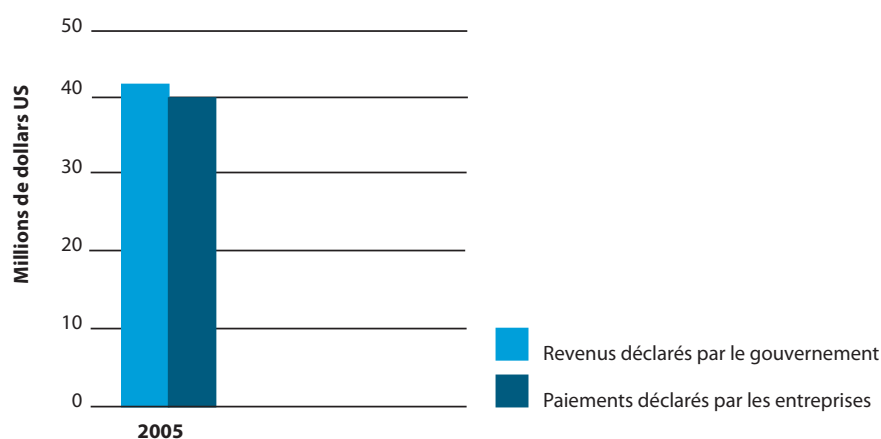 50
40
30
20
10
0
Millions de dollars US
2005
Revenus déclarés par le gouvernement
Paiements déclarés par les entreprises